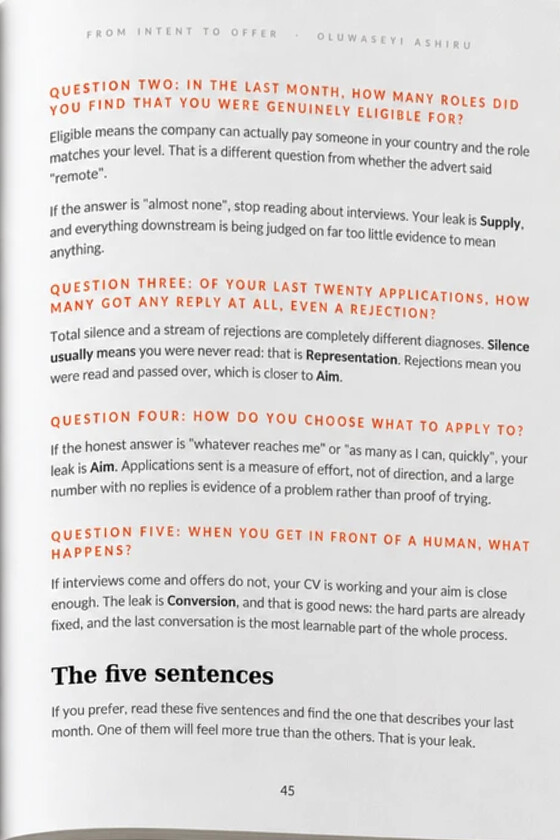 FROM INTENT TO OFFER · OLUWASEYI ASHIRU
QUESTION TWO: IN THE LAST MONTH, HOW MANY ROLES DID
YOU FIND THAT YOU WERE GENUINELY ELIGIBLE FOR?
Eligible means the company can actually pay someone in your country and the role
matches your level. That is a different question from whether the advert said
"remote".
If the answer is "almost none", stop reading about interviews. Your leak is Supply,
and everything downstream is being judged on far too little evidence to mean
anything.
QUESTION THREE: OF YOUR LAST TWENTY APPLICATIONS, HOW
MANY GOT ANY REPLY AT ALL, EVEN A REJECTION?
Total silence and a stream of rejections are completely different diagnoses. Silence
usually means you were never read: that is Representation. Rejections mean you
were read and passed over, which is closer to Aim.
QUESTION FOUR: HOW DO YOU CHOOSE WHAT TO APPLY TO?
If the honest answer is "whatever reaches me" or "as many as I can, quickly", your
leak is Aim. Applications sent is a measure of effort, not of direction, and a large
number with no replies is evidence of a problem rather than proof of trying.
QUESTION FIVE: WHEN YOU GET IN FRONT OF A HUMAN, WHAT
HAPPENS?
If interviews come and offers do not, your CV is working and your aim is close
enough. The leak is Conversion, and that is good news: the hard parts are already
fixed, and the last conversation is the most learnable part of the whole process.
The five sentences
If you prefer, read these five sentences and find the one that describes your last
month. One of them will feel more true than the others. That is your leak.
45